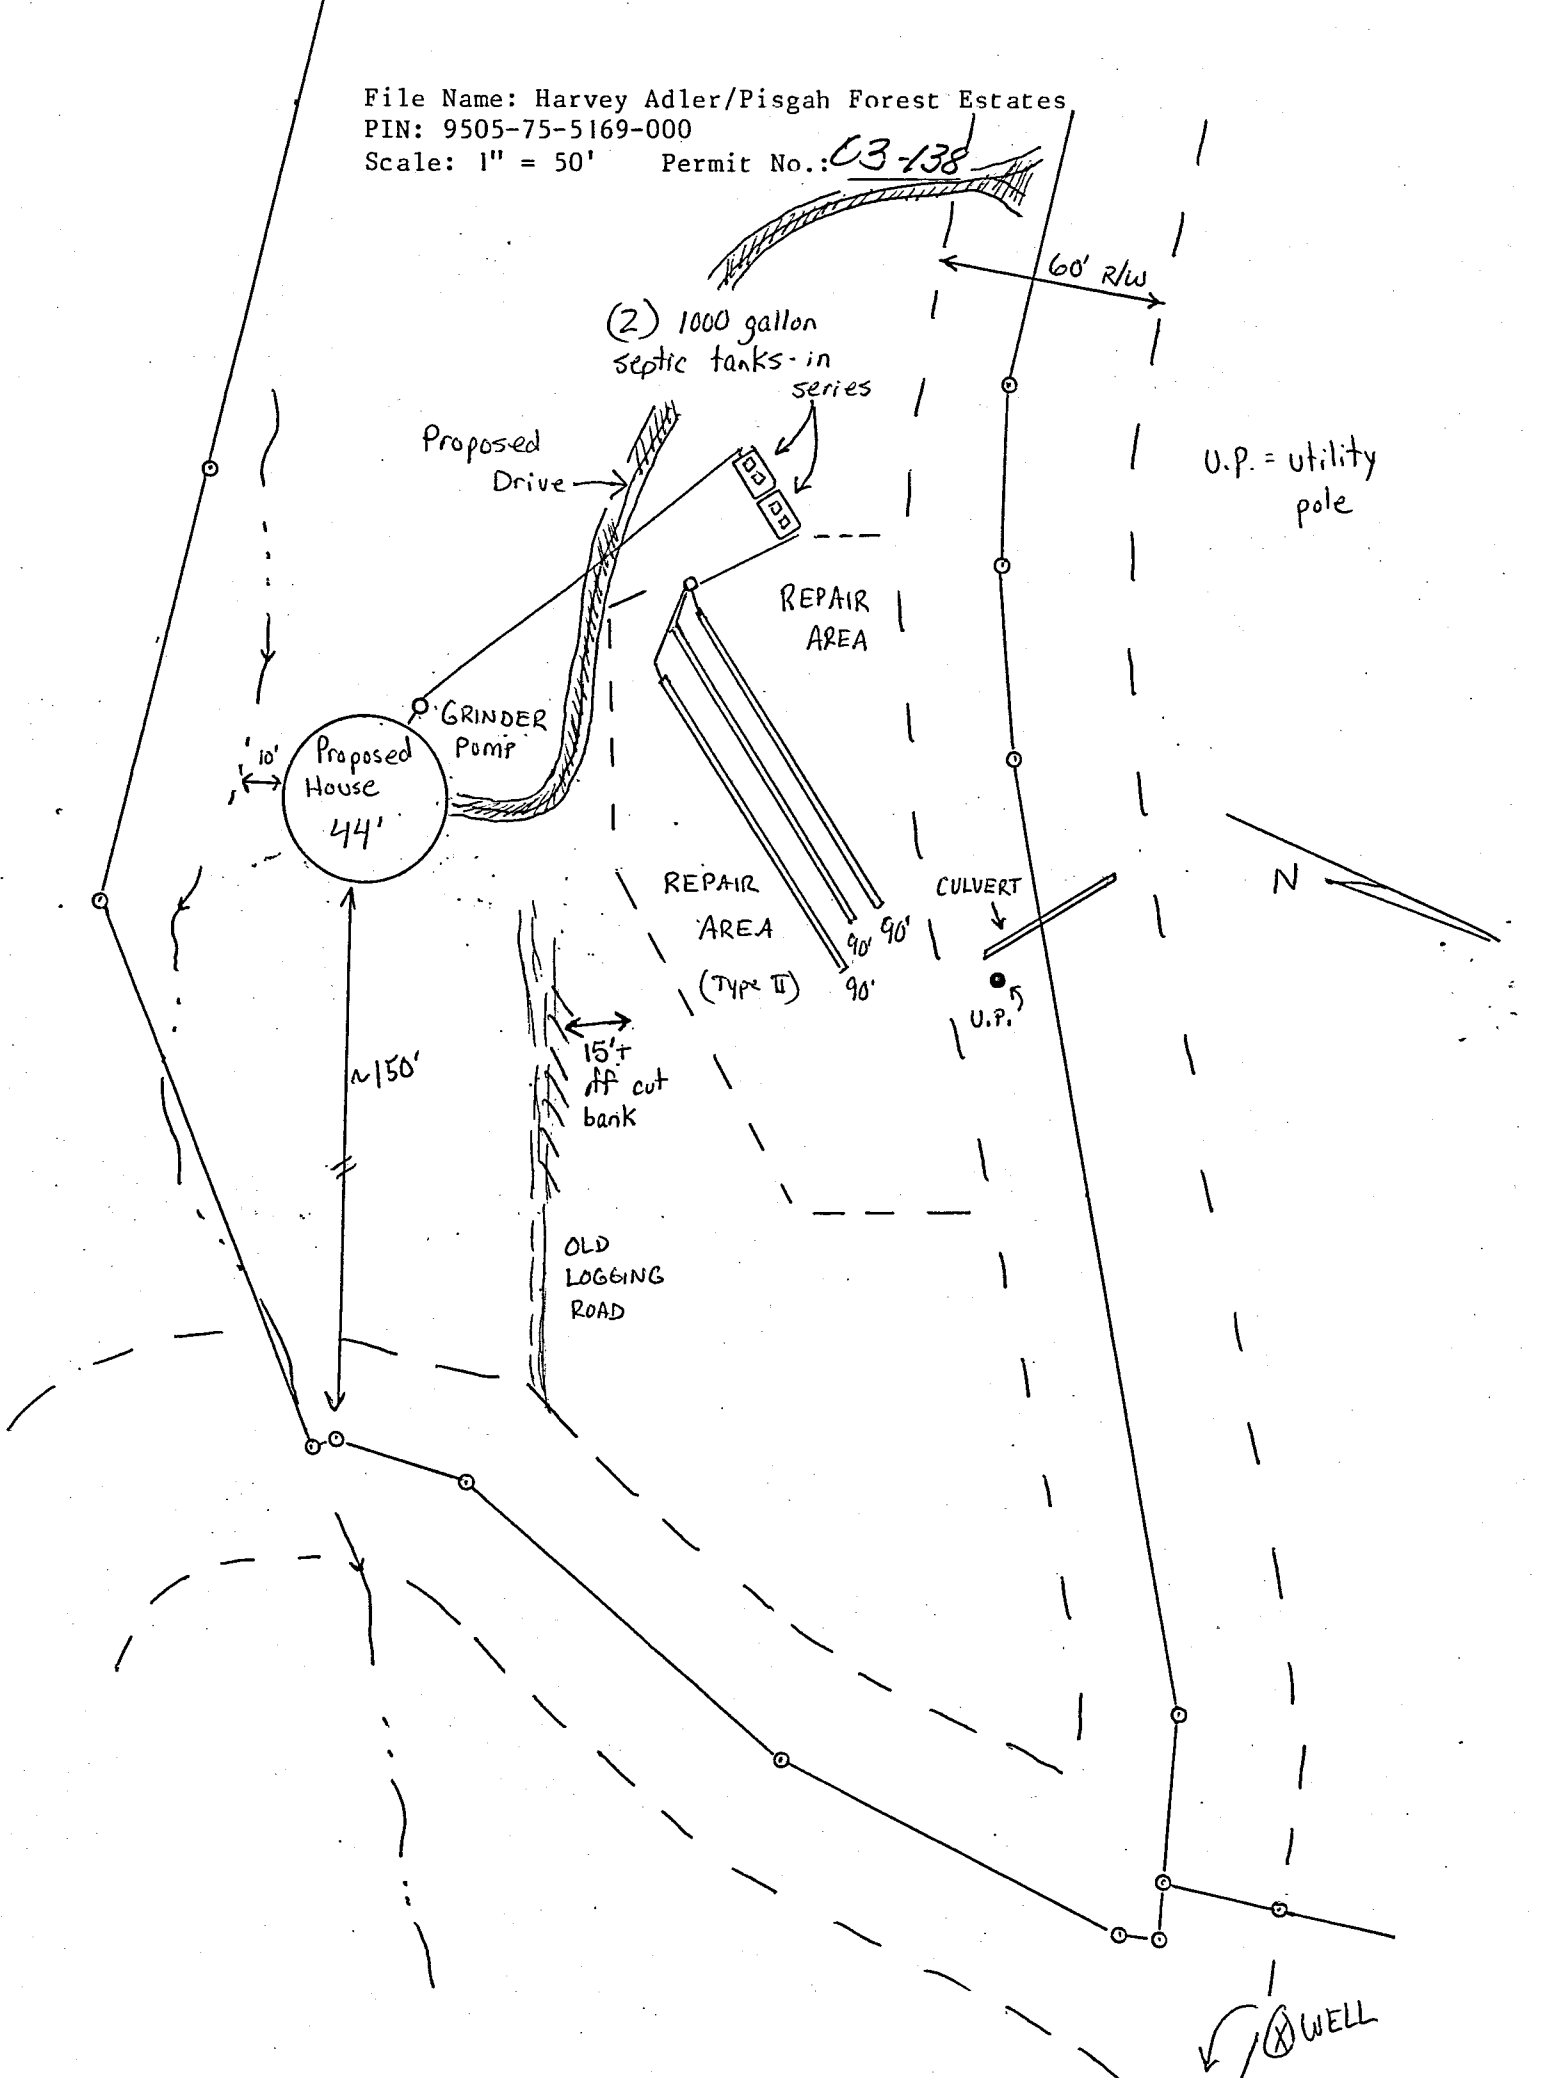 File Name: Harvey Adler/Pisgah Forest Estates
PIN: 9505-75-5169-000
Scale: 1" = 50' Permit No.: 03-138
60' R/W
(2) 1000 gallon
septic tanks - in
series
Proposed
Drive
U.P. = utility
pole
REPAIR
AREA
GRINDER
PUMP
10'
Proposed
House
44'
REPAIR
AREA
(Type II)
90'
90'
90'
CULVERT
N
U.P.
~150'
15'+
off cut
bank
OLD
LOGGING
ROAD
X WELL